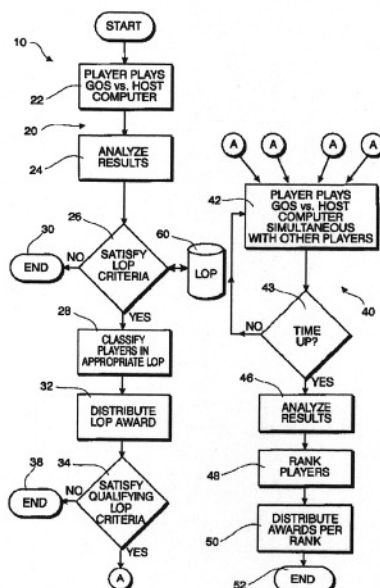 START
10
PLAYER PLAYS
GOS vs. HOST
COMPUTER
22
20
ANALYZE
RESULTS
24
26
60
30
END
NO
SATISFY
LOP
CRITERIA
LOP
YES
28
CLASSIFY
PLAYERS IN
APPROPRIATE LOP
32
DISTRIBUTE
LOP AWARD
38
34
END
NO
SATISFY
QUALIFYING
LOP
CRITERIA
YES
A
A
A
A
A
42
PLAYER PLAYS
GOS vs. HOST
COMPUTER
SIMULTANEOUS
WITH OTHER PLAYERS
43
40
NO
TIME
UP?
YES
46
ANALYZE
RESULTS
48
RANK
PLAYERS
50
DISTRIBUTE
AWARDS PER
RANK
52
END